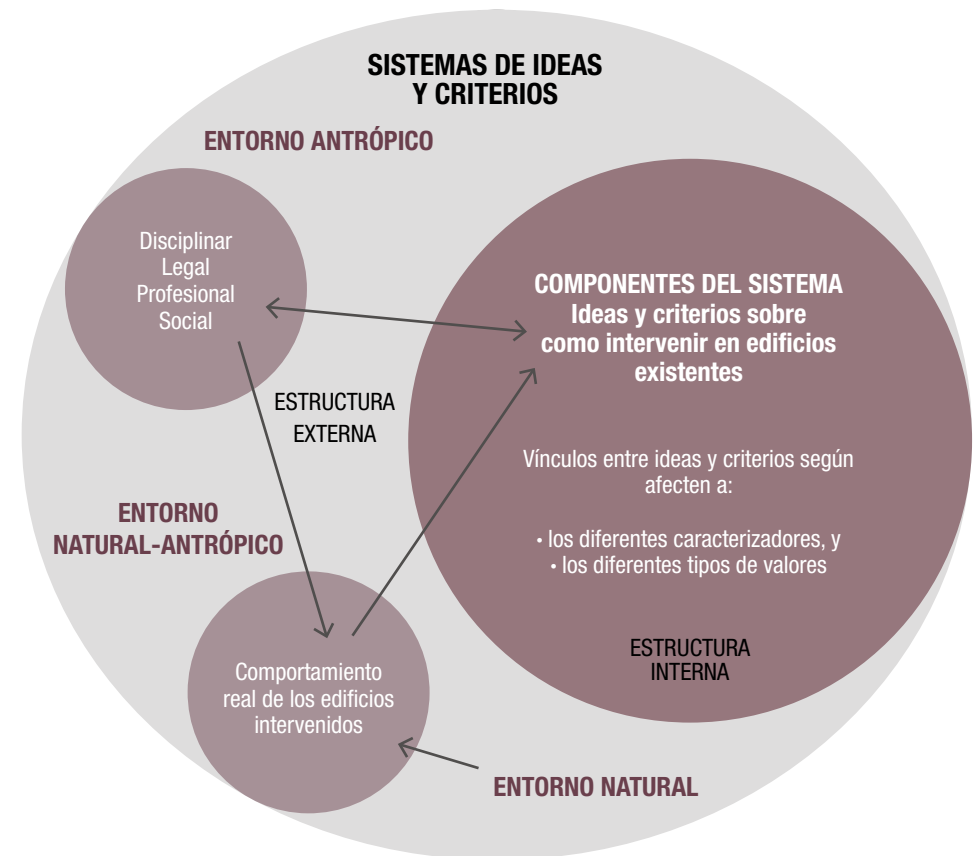 SISTEMAS DE IDEAS
Y CRITERIOS
ENTORNO ANTRÓPICO
Disciplinar
Legal
Profesional
Social
COMPONENTES DEL SISTEMA
Ideas y criterios sobre
como intervenir en edificios
existentes
ESTRUCTURA
EXTERNA
Vínculos entre ideas y criterios según
afecten a:
• los diferentes caracterizadores, y
• los diferentes tipos de valores
ENTORNO
NATURAL-ANTRÓPICO
ESTRUCTURA
INTERNA
Comportamiento
real de los edificios
intervenidos
ENTORNO NATURAL